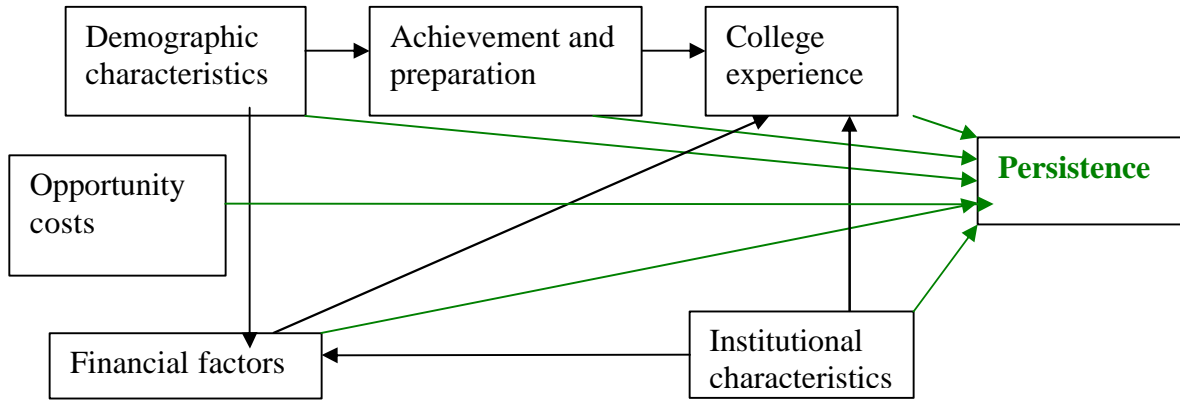 Demographic
characteristics
Achievement and
preparation
College
experience
Opportunity
costs
Persistence
Financial factors
Institutional
characteristics